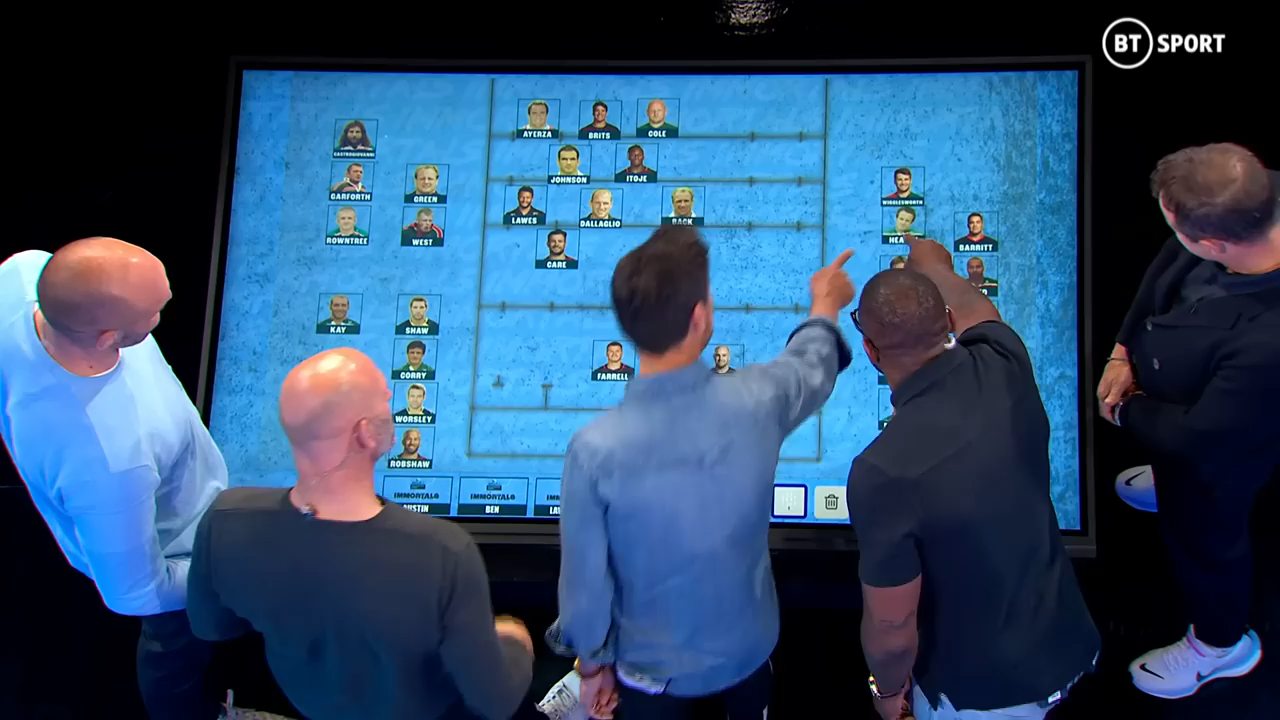 BT SPORT
AYERZA
BRITS
COLE
CASTROGIOVANNI
JOHNSON
ITOJE
GARFORTH
GREEN
WIGGLESWORTH
LAWES
DALLAGLIO
BACK
ROWNTREE
WEST
HEA
BARRITT
CARE
KAY
SHAW
CORRY
FARRELL
WORSLEY
ROBSHAW
IMMORTALS
IMMORTALS
BEN